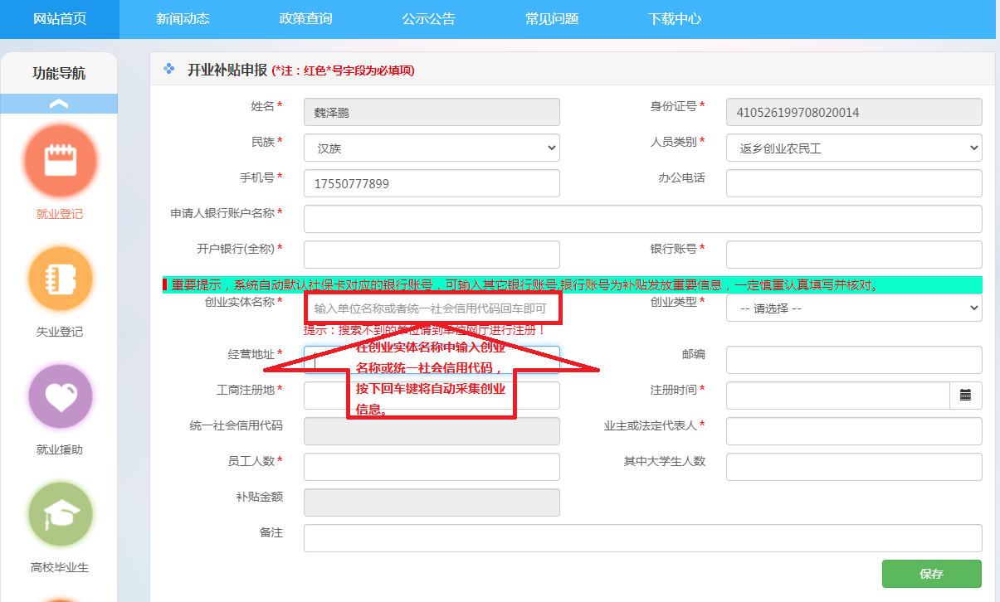 网站首页 新闻动态 政策查询 公示公告 常见问题 下载中心
功能导航
就业登记
失业登记
就业援助
高校毕业生
开业补贴申报 (*注：红色*号字段为必填项)
姓名* 魏泽鹏 身份证号* 410526199708020014
民族* 汉族 人员类别* 返乡创业农民工
手机号* 17550777899 办公电话
申请人银行账户名称*
开户银行(全称)* 银行账号*
重要提示，系统自动默认社保卡对应的银行账号，可输入其它银行账号,银行账号为补贴发放重要信息，一定慎重认真填写并核对。
创业实体名称* 输入单位名称或者统一社会信用代码回车即可 创业类型* -- 请选择 --
提示：搜索不到的单位请到单位网厅进行注册！
在创业实体名称中输入创业
名称或统一社会信用代码，
按下回车键将自动采集创业
信息。
经营地址* 邮编
工商注册地* 注册时间*
统一社会信用代码 业主或法定代表人*
员工人数* 其中大学生人数
补贴金额
备注
保存